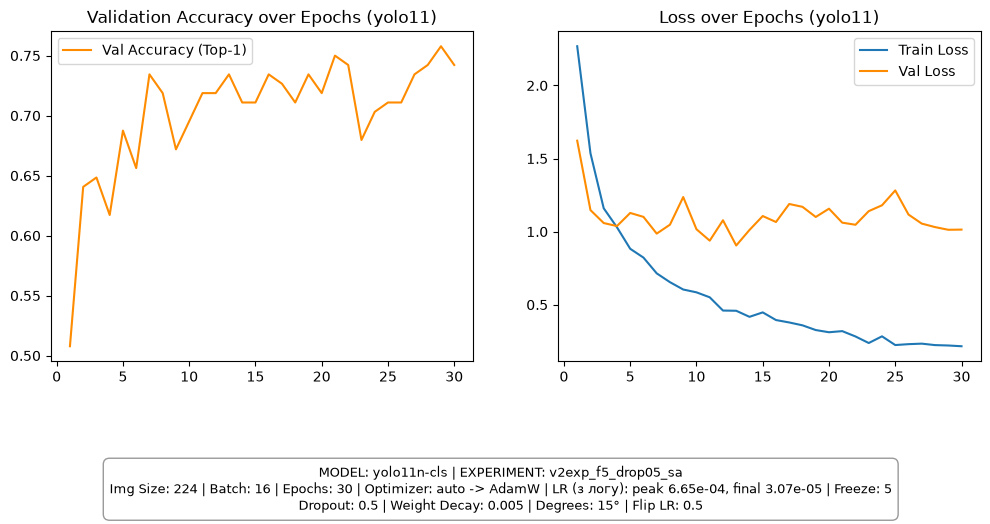 Validation Accuracy over Epochs (yolo11)
Val Accuracy (Top-1)
0.75
0.70
0.65
0.60
0.55
0.50
0 5 10 15 20 25 30
Loss over Epochs (yolo11)
Train Loss
Val Loss
2.0
1.5
1.0
0.5
0 5 10 15 20 25 30
MODEL: yolo11n-cls | EXPERIMENT: v2exp_f5_drop05_sa
Img Size: 224 | Batch: 16 | Epochs: 30 | Optimizer: auto -> AdamW | LR (з логу): peak 6.65e-04, final 3.07e-05 | Freeze: 5
Dropout: 0.5 | Weight Decay: 0.005 | Degrees: 15° | Flip LR: 0.5